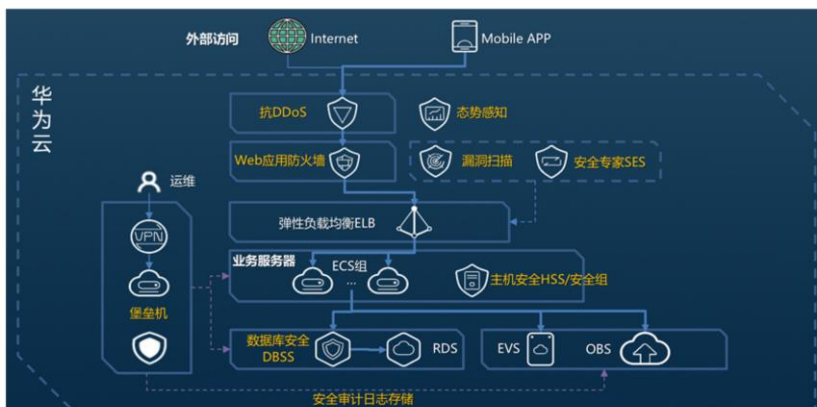 外部访问
Internet
Mobile APP
华为云
抗DDoS
态势感知
Web应用防火墙
漏洞扫描
安全专家SES
运维
VPN
弹性负载均衡ELB
业务服务器
ECS组
...
主机安全HSS/安全组
堡垒机
数据库安全
DBSS
RDS
EVS
OBS
安全审计日志存储